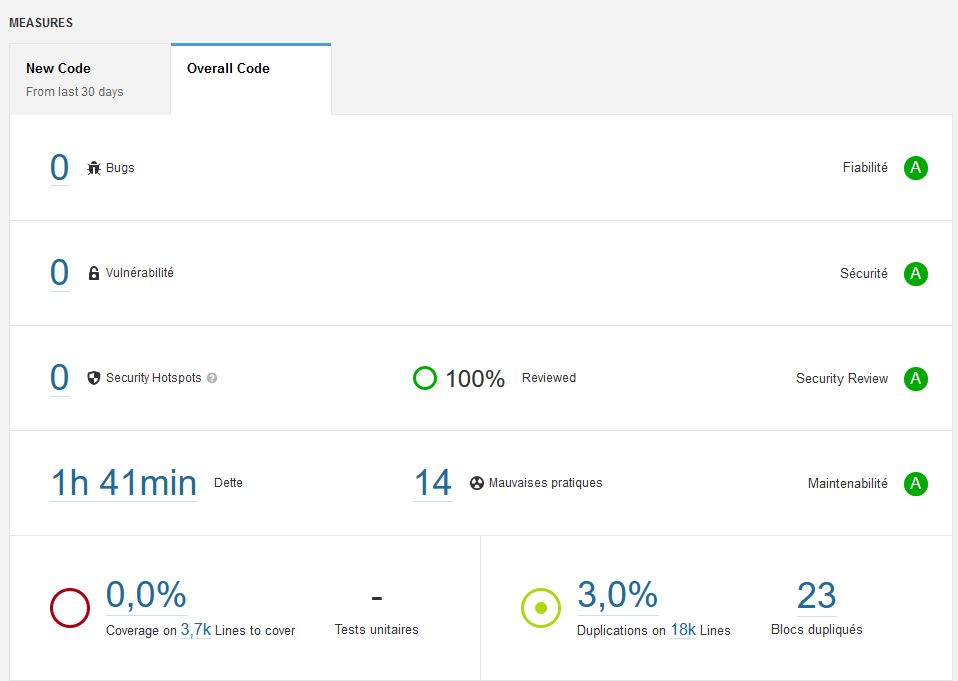 MEASURES
New Code
From last 30 days
Overall Code
0 Bugs
Fiabilité A
0 Vulnérabilité
Sécurité A
0 Security Hotspots ?
100% Reviewed
Security Review A
1h 41min Dette
14 Mauvaises pratiques
Maintenabilité A
0,0%
Coverage on 3,7k Lines to cover
-
Tests unitaires
3,0%
Duplications on 18k Lines
23
Blocs dupliqués